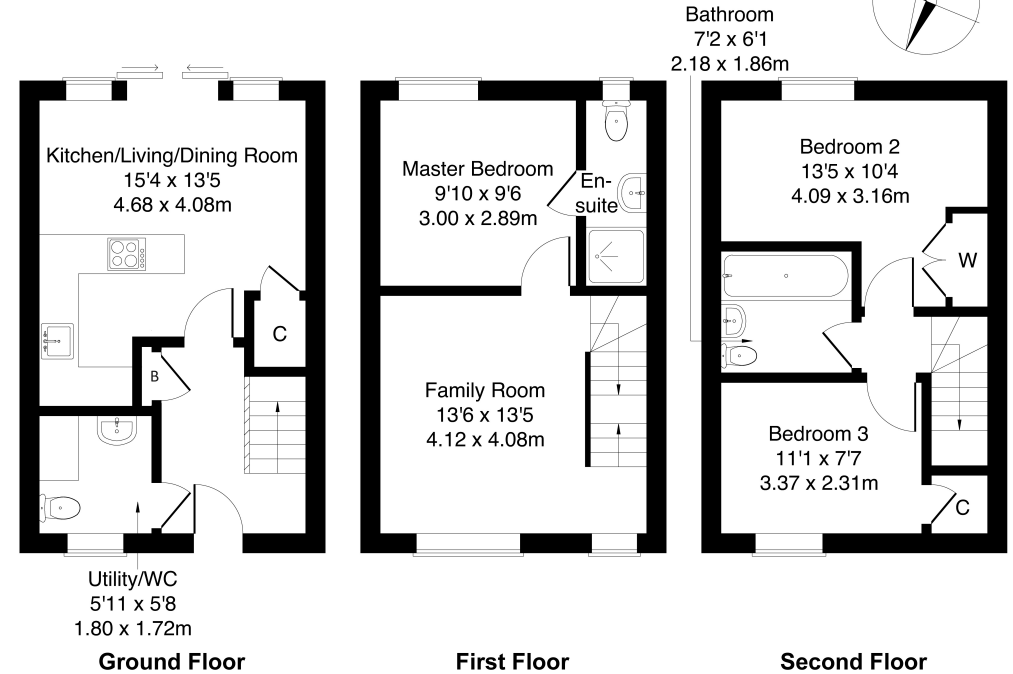 Kitchen/Living/Dining Room
15'4 x 13'5
4.68 x 4.08m
C
B
Utility/WC
5'11 x 5'8
1.80 x 1.72m
Ground Floor
Master Bedroom
9'10 x 9'6
3.00 x 2.89m
En-
suite
Family Room
13'6 x 13'5
4.12 x 4.08m
First Floor
Bathroom
7'2 x 6'1
2.18 x 1.86m
Bedroom 2
13'5 x 10'4
4.09 x 3.16m
W
Bedroom 3
11'1 x 7'7
3.37 x 2.31m
C
Second Floor